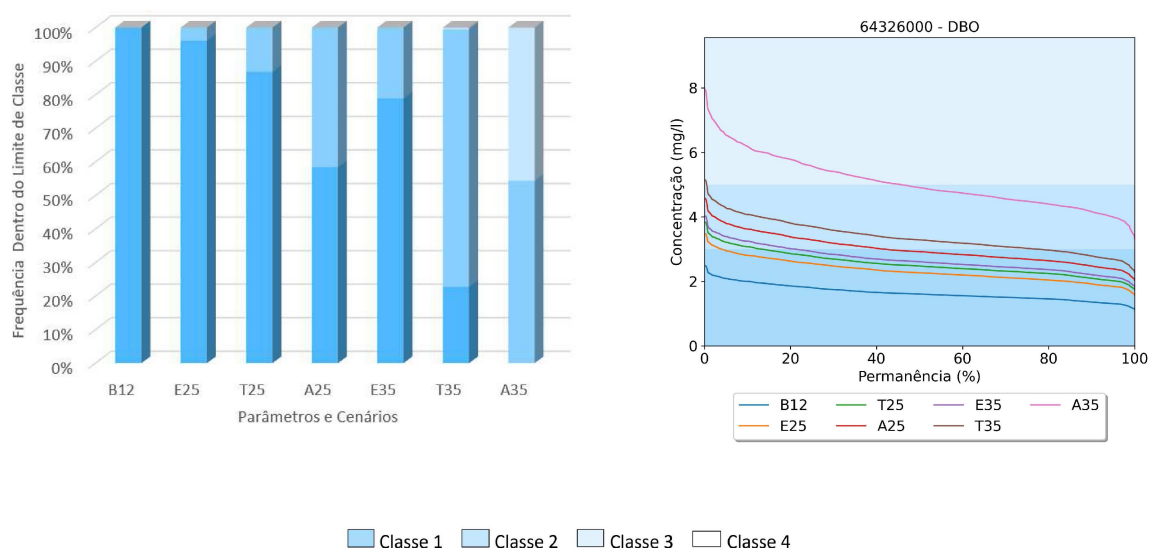 Frequência Dentro do Limite de Classe
100%
90%
80%
70%
60%
50%
40%
30%
20%
10%
0%
B12 E25 T25 A25 E35 T35 A35
Parâmetros e Cenários
64326000 - DBO
Concentração (mg/l)
8
6
4
2
0
0 20 40 60 80 100
Permanência (%)
B12 T25 E35 A35
E25 A25 T35
Classe 1 Classe 2 Classe 3 Classe 4